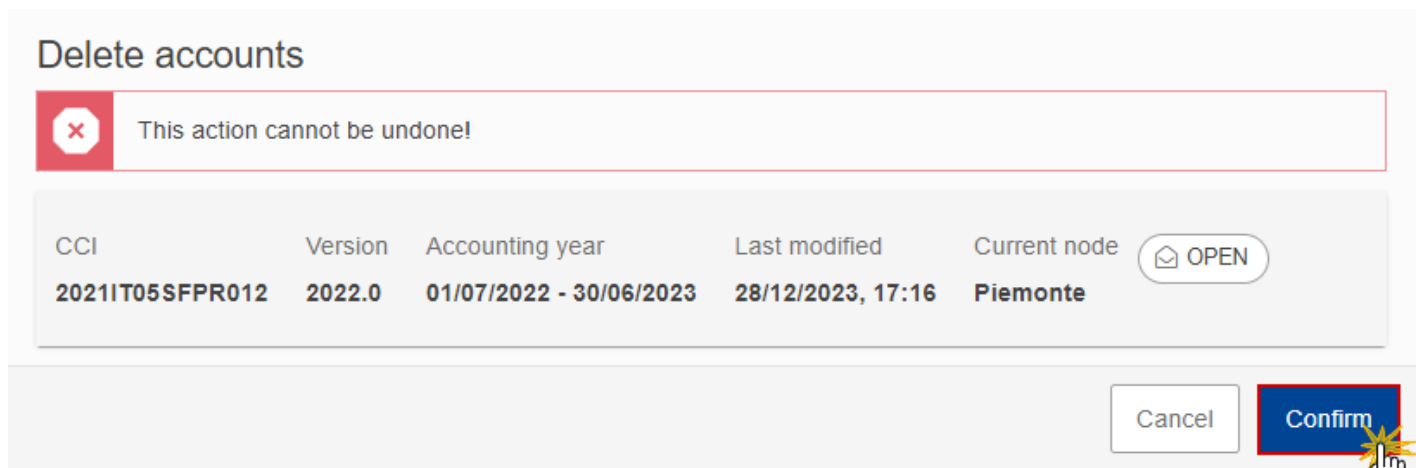 Delete accounts
This action cannot be undone!
CCI Version Accounting year Last modified Current node OPEN
2021IT05SFPR012 2022.0 01/07/2022 - 30/06/2023 28/12/2023, 17:16 Piemonte
Cancel Confirm